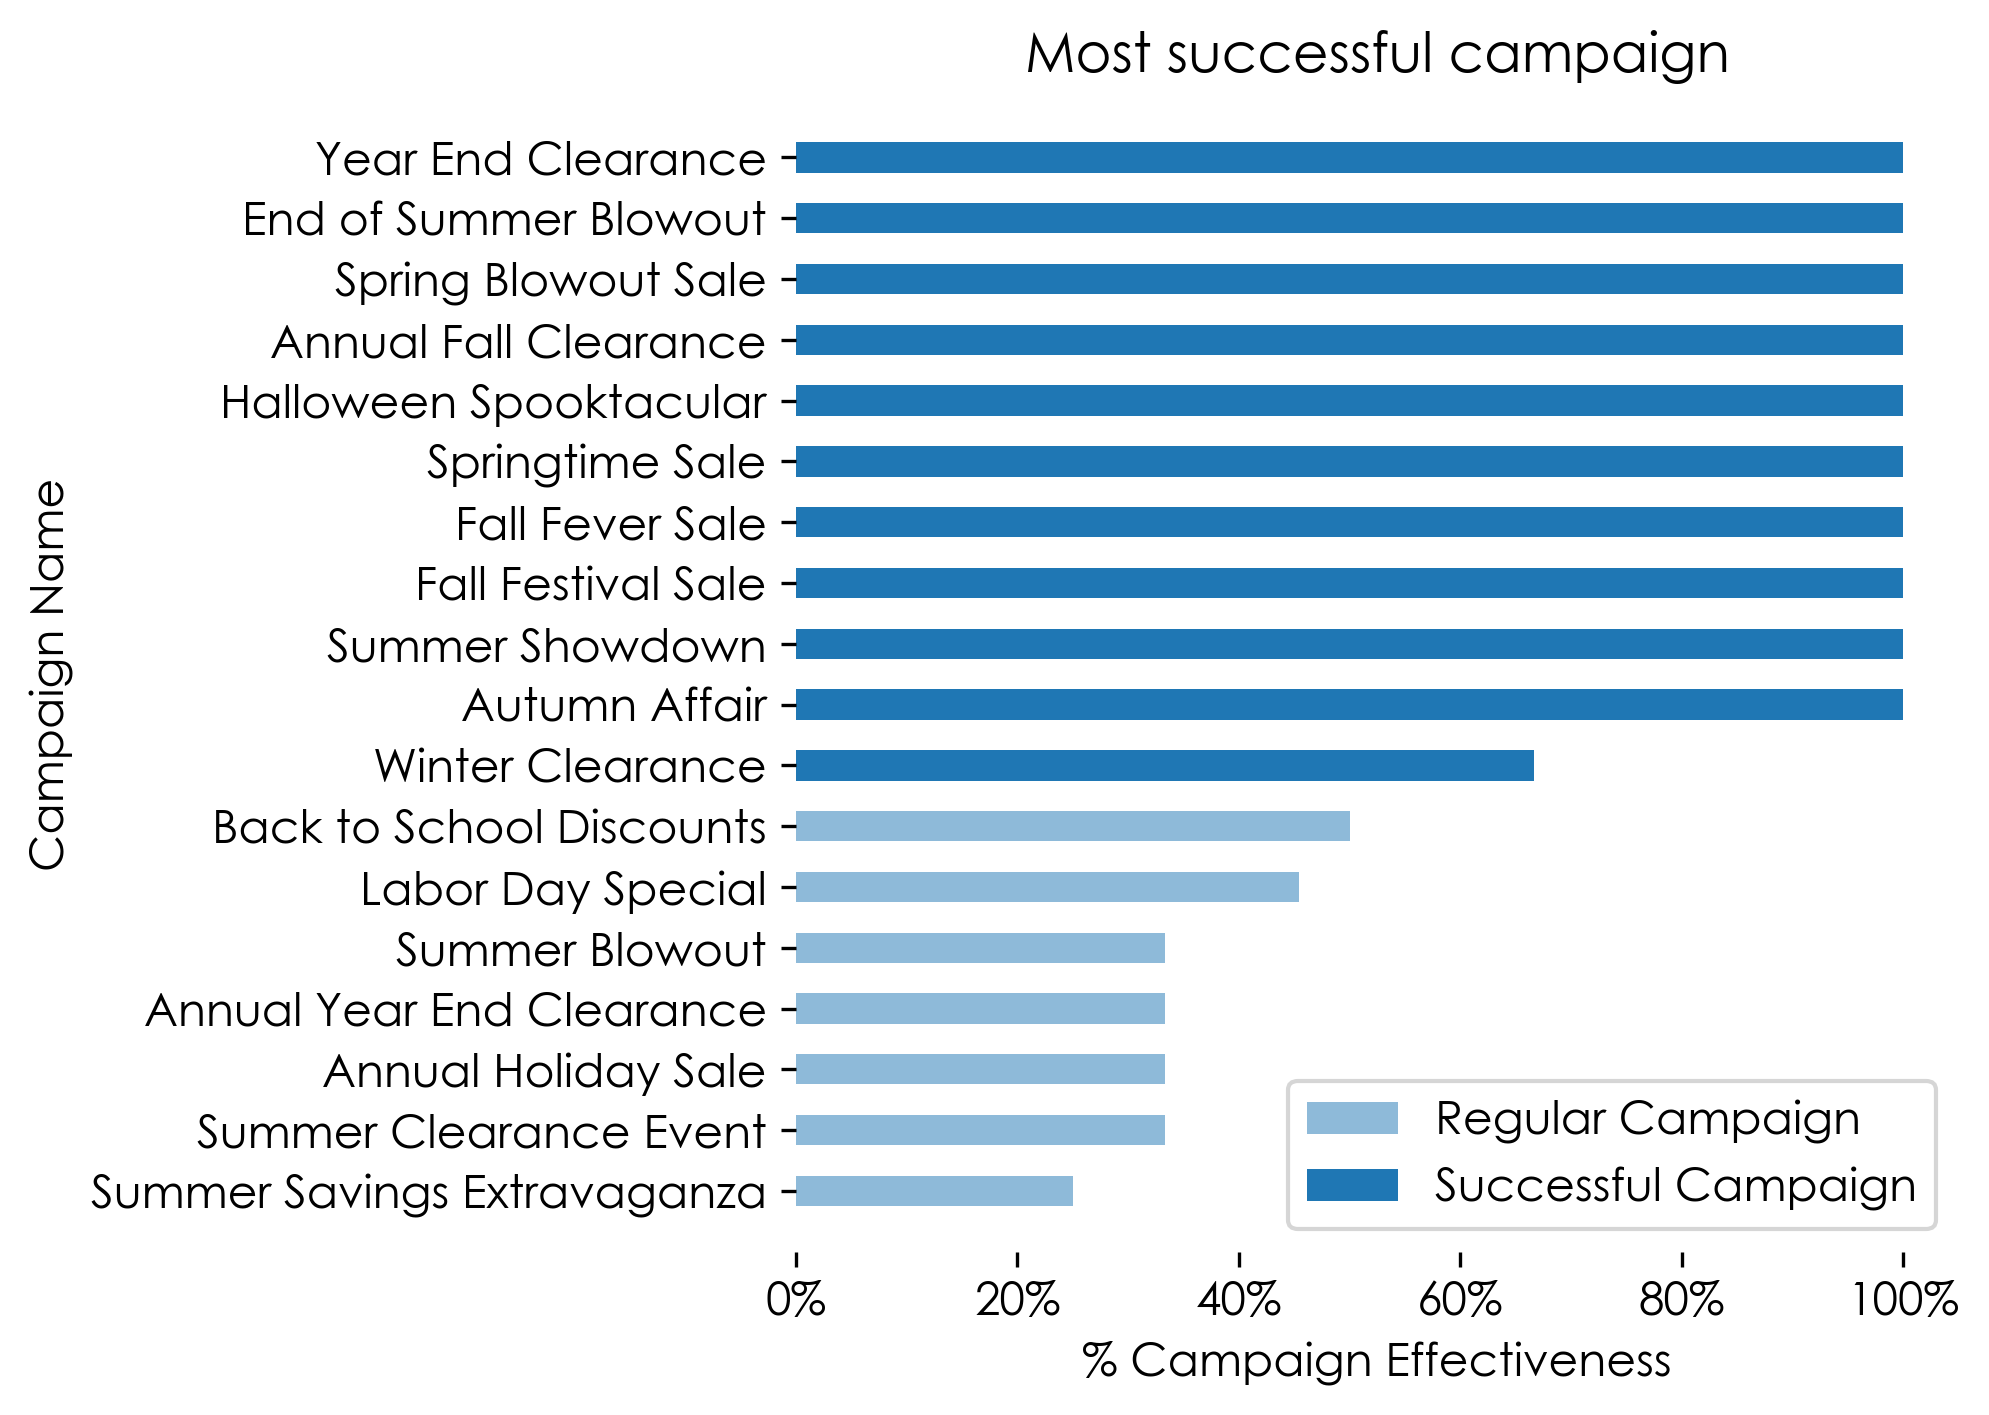 Most successful campaign
Campaign Name
Year End Clearance
End of Summer Blowout
Spring Blowout Sale
Annual Fall Clearance
Halloween Spooktacular
Springtime Sale
Fall Fever Sale
Fall Festival Sale
Summer Showdown
Autumn Affair
Winter Clearance
Back to School Discounts
Labor Day Special
Summer Blowout
Annual Year End Clearance
Annual Holiday Sale
Summer Clearance Event
Summer Savings Extravaganza
Regular Campaign
Successful Campaign
0% 20% 40% 60% 80% 100%
% Campaign Effectiveness